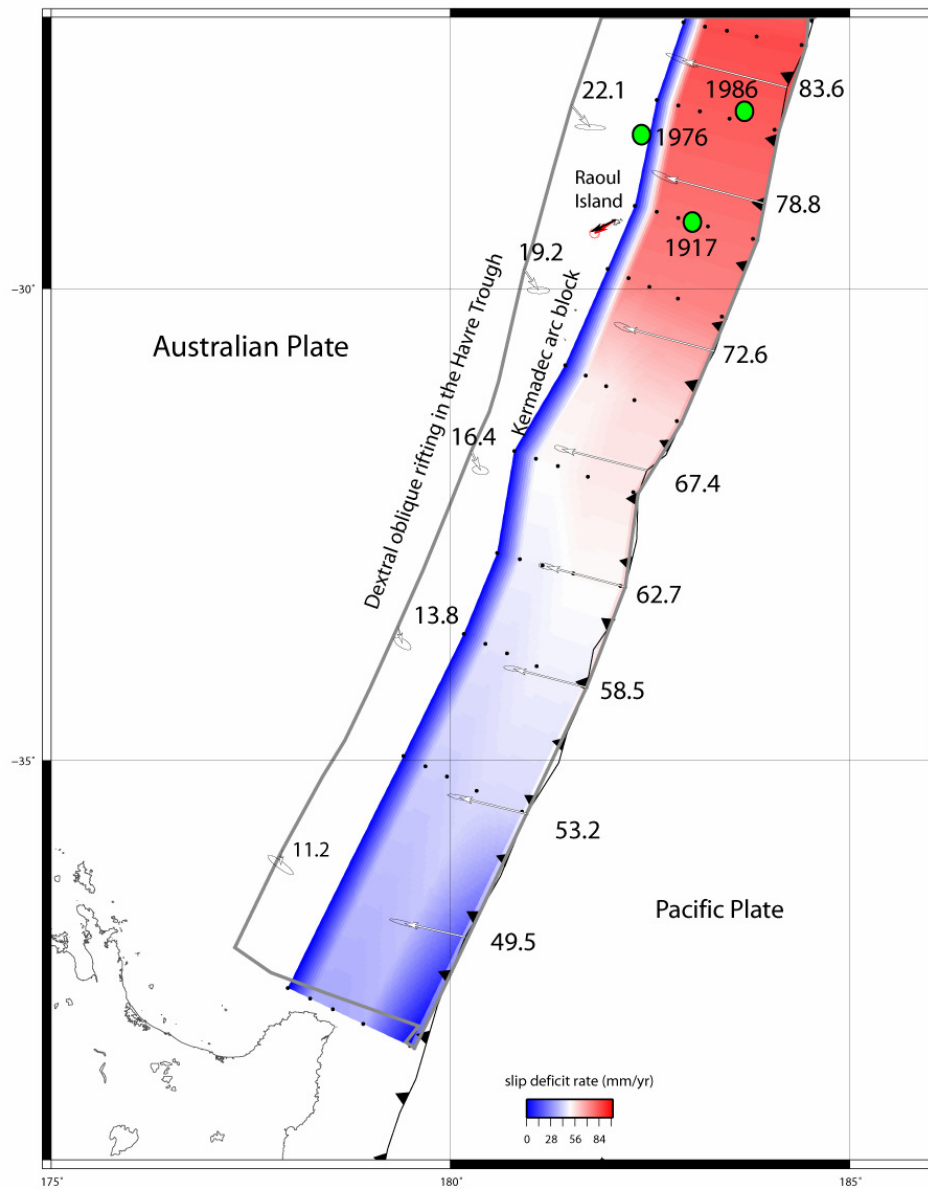 22.1
83.6
1986
1976
Raoul
Island
78.8
1917
19.2
−30˚
Australian Plate
Dextral oblique rifting in the Havre Trough
Kermadec arc block
72.6
16.4
67.4
62.7
13.8
58.5
−35˚
53.2
11.2
Pacific Plate
49.5
slip deficit rate (mm/yr)
0 28 56 84
175˚ 180˚ 185˚